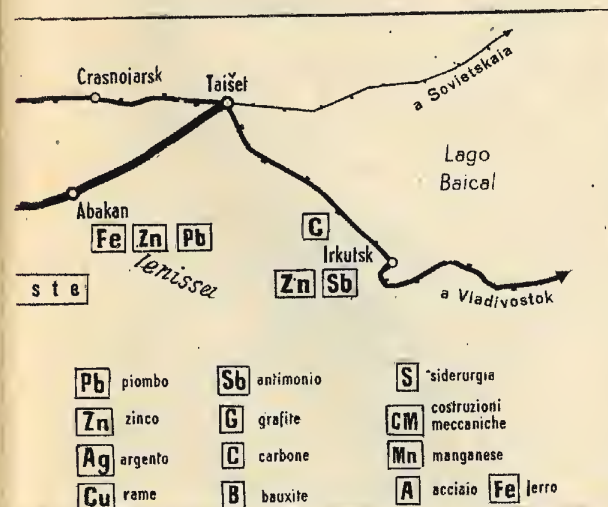 Crasnoiarsk
Taišet
a Sovietskaia
Lago
Baical
Abakan
Fe Zn Pb
Ienissei
C
Irkutsk
Zn Sb
s t e
a Vladivostok
Pb piombo
Zn zinco
Ag argento
Cu rame
Sb antimonio
G grafite
C carbone
B bauxite
S siderurgia
CM costruzioni
meccaniche
Mn manganese
A acciaio Fe ferro